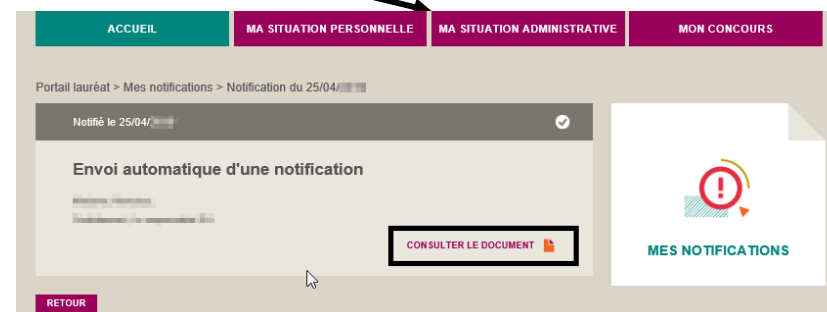 ACCUEIL MA SITUATION PERSONNELLE MA SITUATION ADMINISTRATIVE MON CONCOURS
Portail lauréat > Mes notifications > Notification du 25/04/
Notifié le 25/04/
Envoi automatique d'une notification
CONSULTER LE DOCUMENT
MES NOTIFICATIONS
RETOUR